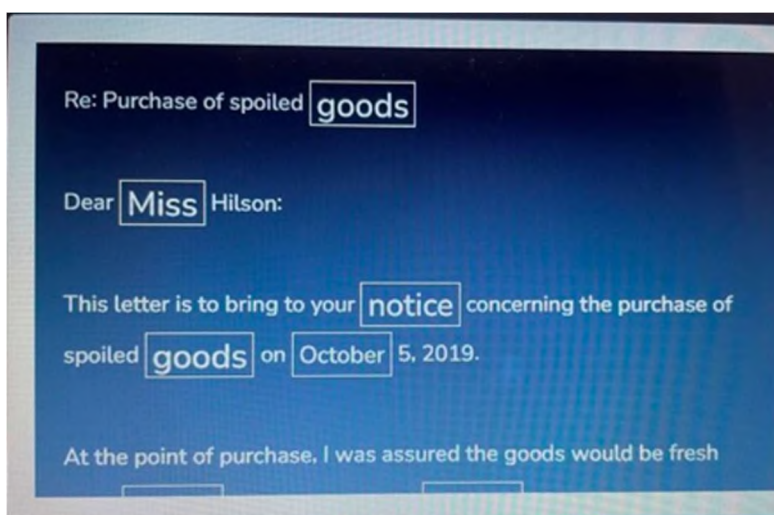 Re: Purchase of spoiled goods
Dear Miss Hilson:
This letter is to bring to your notice concerning the purchase of
spoiled goods on October 5, 2019.
At the point of purchase, I was assured the goods would be fresh